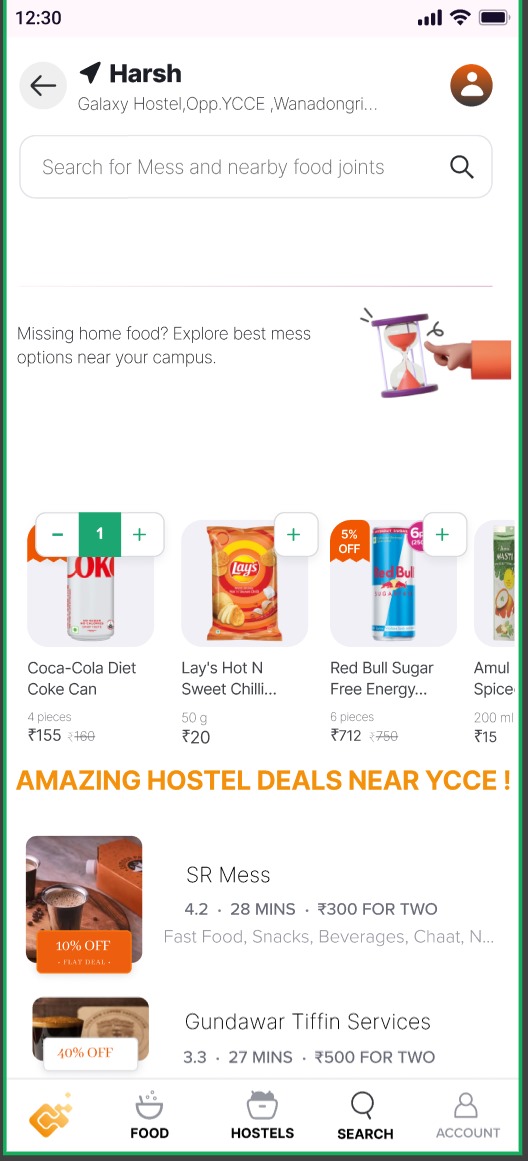 12:30
Harsh
Galaxy Hostel,Opp.YCCE ,Wanadongri...
Search for Mess and nearby food joints
Missing home food? Explore best mess
options near your campus.
- 1 +
+
5%
OFF
+
Lay's
Red Bull
Coca-Cola Diet
Coke Can
4 pieces
₹155 ₹160
Lay's Hot N
Sweet Chilli...
50 g
₹20
Red Bull Sugar
Free Energy...
6 pieces
₹712 ₹750
Amul
Spice
200 ml
₹15
AMAZING HOSTEL DEALS NEAR YCCE !
10% OFF
• FLAT DEAL •
SR Mess
4.2 · 28 MINS · ₹300 FOR TWO
Fast Food, Snacks, Beverages, Chaat, N...
40% OFF
Gundawar Tiffin Services
3.3 · 27 MINS · ₹500 FOR TWO
FOOD
HOSTELS
SEARCH
ACCOUNT